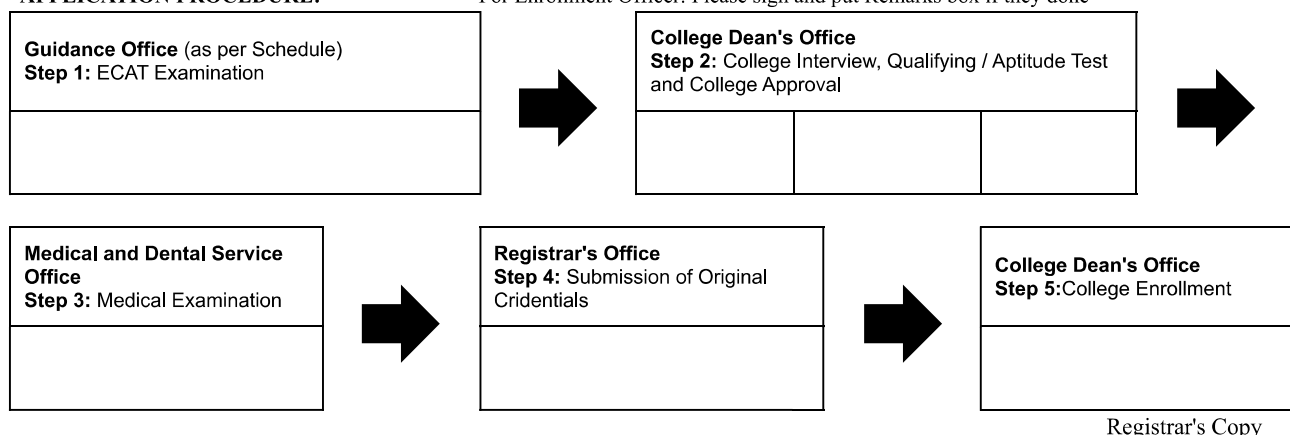 APPLICATION PROCEDURE:
For Enrollment Officer: Please sign and put Remarks box if they done
Guidance Office (as per Schedule)
Step 1: ECAT Examination
College Dean's Office
Step 2: College Interview, Qualifying / Aptitude Test
and College Approval
Medical and Dental Service
Office
Step 3: Medical Examination
Registrar's Office
Step 4: Submission of Original
Cridentials
College Dean's Office
Step 5:College Enrollment
Registrar's Copy